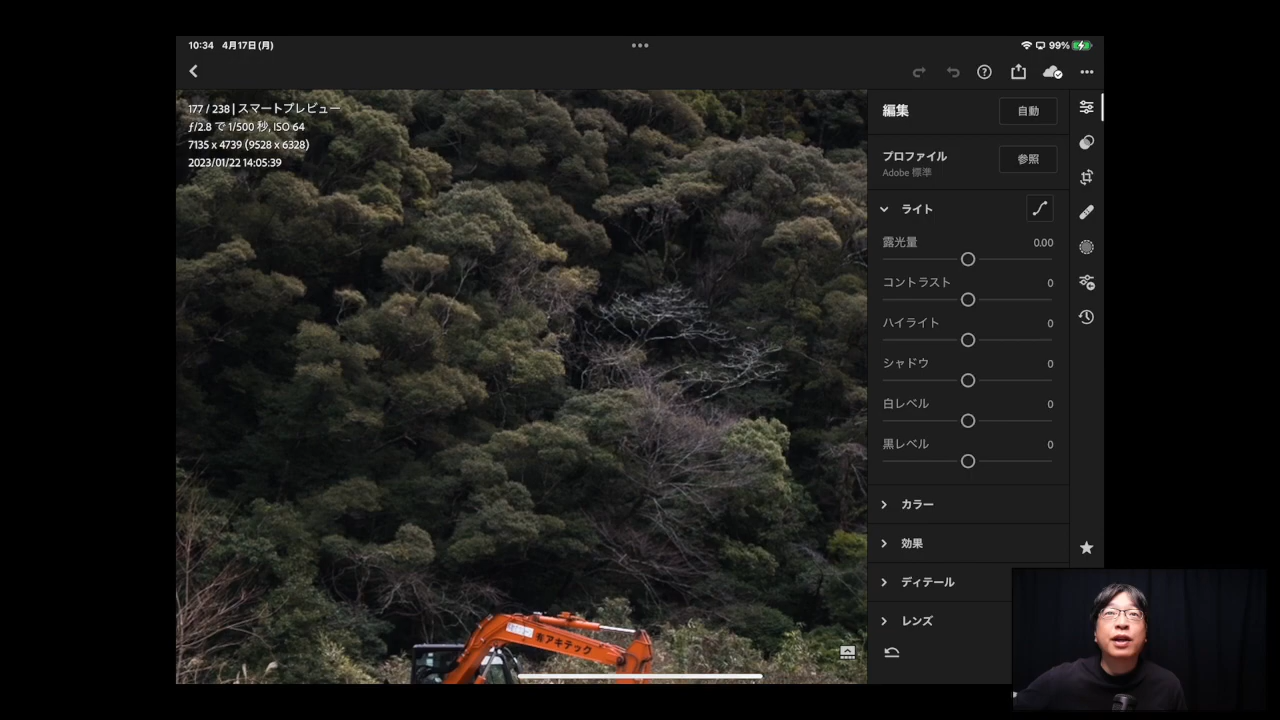 10:34 4月17日(月)
99%
177 / 238 | スマートプレビュー
ƒ/2.8 で 1/500 秒, ISO 64
7135 x 4739 (9528 x 6328)
2023/01/22 14:05:39
編集
自動
プロファイル
Adobe 標準
参照
ライト
露光量 0.00
コントラスト 0
ハイライト 0
シャドウ 0
白レベル 0
黒レベル 0
カラー
効果
ディテール
レンズ
㈲アキテック